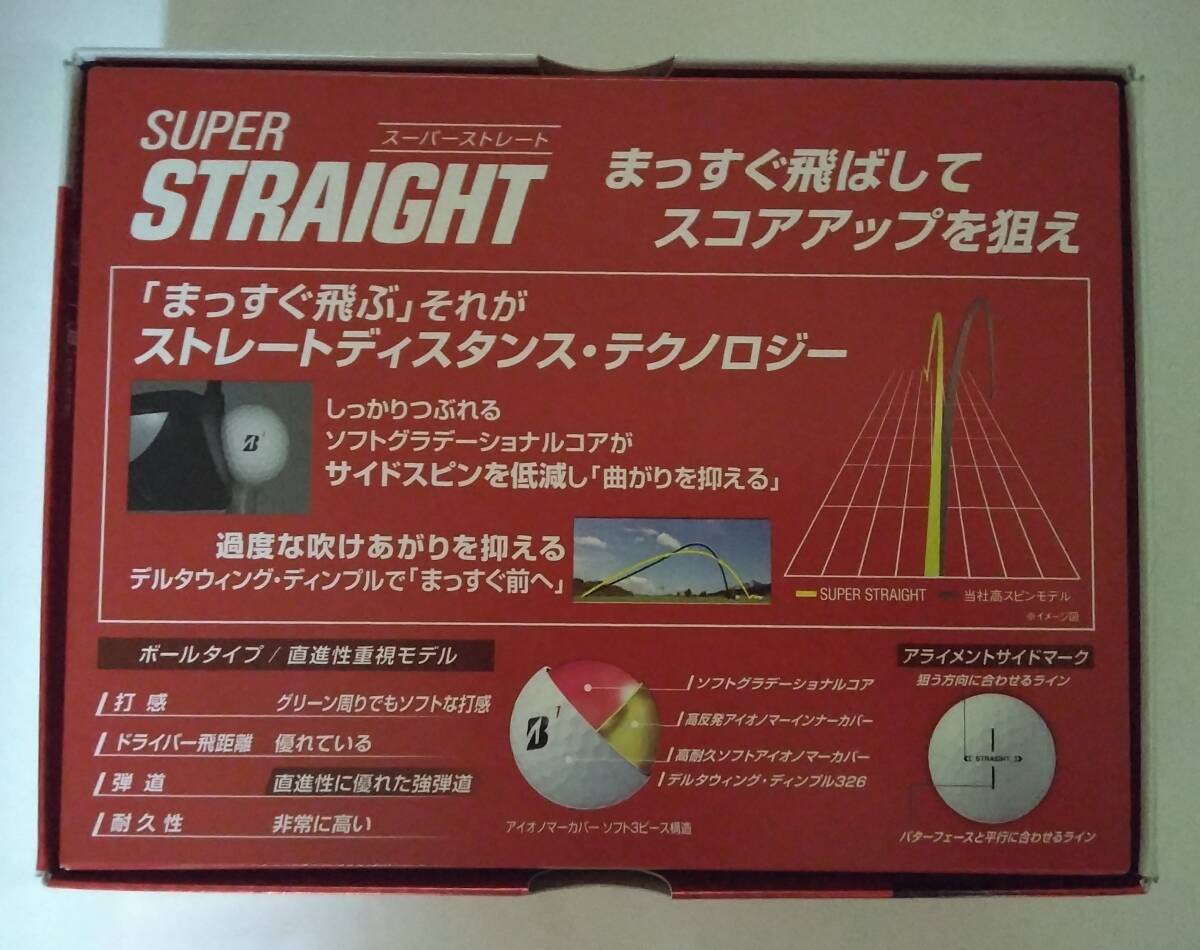 SUPER
スーパーストレート
STRAIGHT
まっすぐ飛ばして
スコアアップを狙え
「まっすぐ飛ぶ」それが
ストレートディスタンス・テクノロジー
しっかりつぶれる
ソフトグラデーショナルコアが
サイドスピンを低減し「曲がりを抑える」
過度な吹けあがりを抑える
デルタウィング・ディンプルで「まっすぐ前へ」
SUPER STRAIGHT 当社高スピンモデル
※イメージ図
ボールタイプ / 直進性重視モデル
打感 グリーン周りでもソフトな打感
ドライバー飛距離 優れている
弾道 直進性に優れた強弾道
耐久性 非常に高い
B 1
B 1
ソフトグラデーショナルコア
高反発アイオノマーインナーカバー
高耐久ソフトアイオノマーカバー
デルタウィング・ディンプル326
アイオノマーカバー ソフト3ピース構造
アライメントサイドマーク
狙う方向に合わせるライン
STRAIGHT
パターフェースと平行に合わせるライン